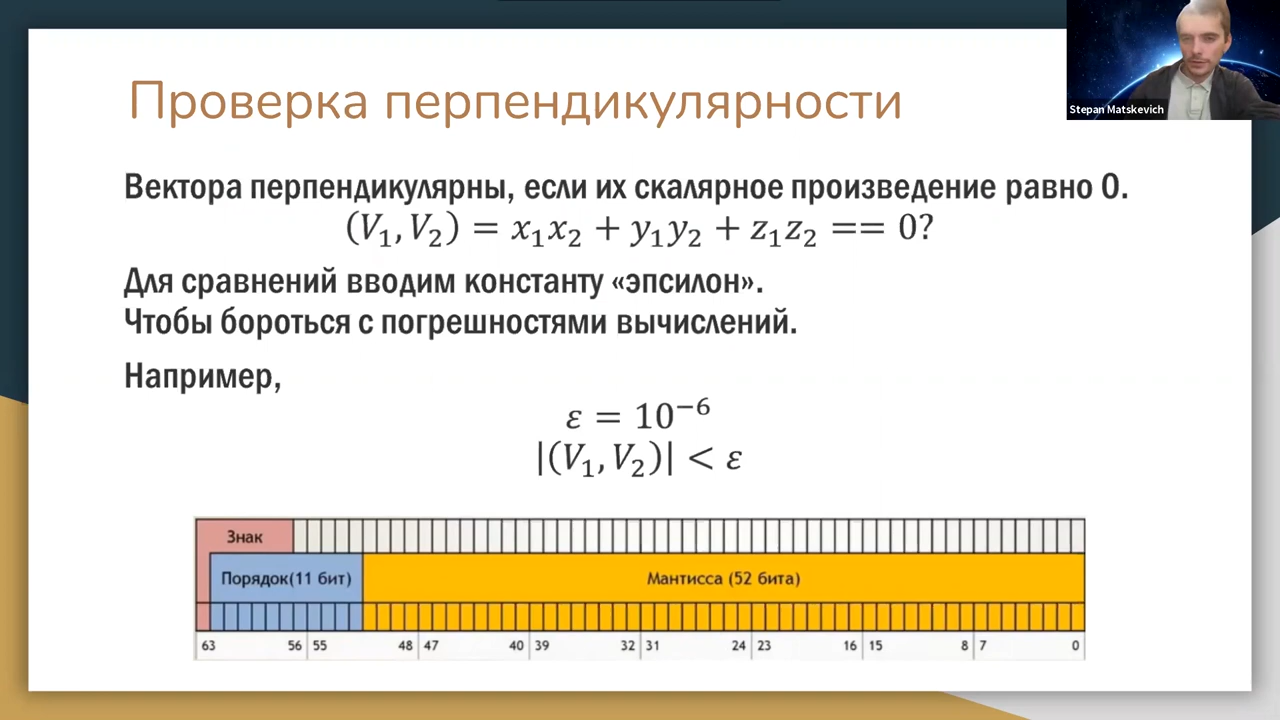 Проверка перпендикулярности
Stepan Matskevich
Вектора перпендикулярны, если их скалярное произведение равно 0.
(V₁, V₂) = x₁x₂ + y₁y₂ + z₁z₂ == 0?
Для сравнений вводим константу «эпсилон».
Чтобы бороться с погрешностями вычислений.
Например,
ε = 10⁻⁶
|(V₁, V₂)| < ε
Знак
Порядок(11 бит) Мантисса (52 бита)
63 56 55 48 47 40 39 32 31 24 23 16 15 8 7 0